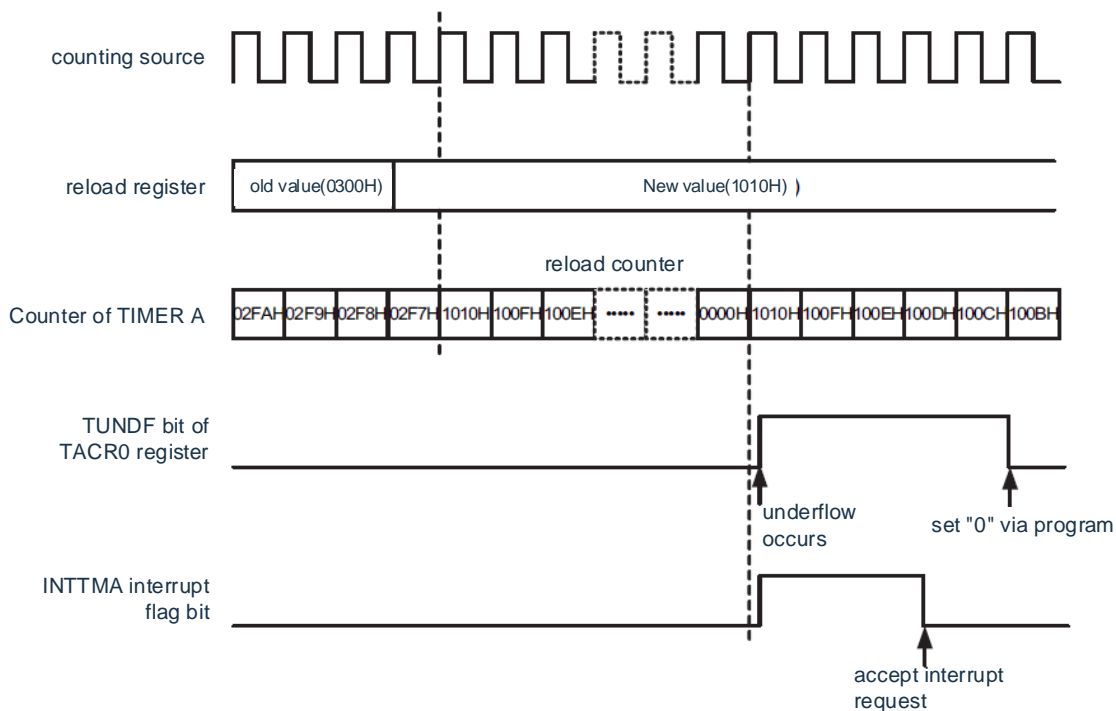 counting source
reload register
old value(0300H)
New value(1010H) )
reload counter
Counter of TIMER A
02FAH 02F9H 02F8H 02F7H 1010H 100FH 100EH ····· ····· 0000H 1010H 100FH 100EH 100DH 100CH 100BH
TUNDF bit of
TACR0 register
underflow
occurs
set "0" via program
INTTMA interrupt
flag bit
accept interrupt
request